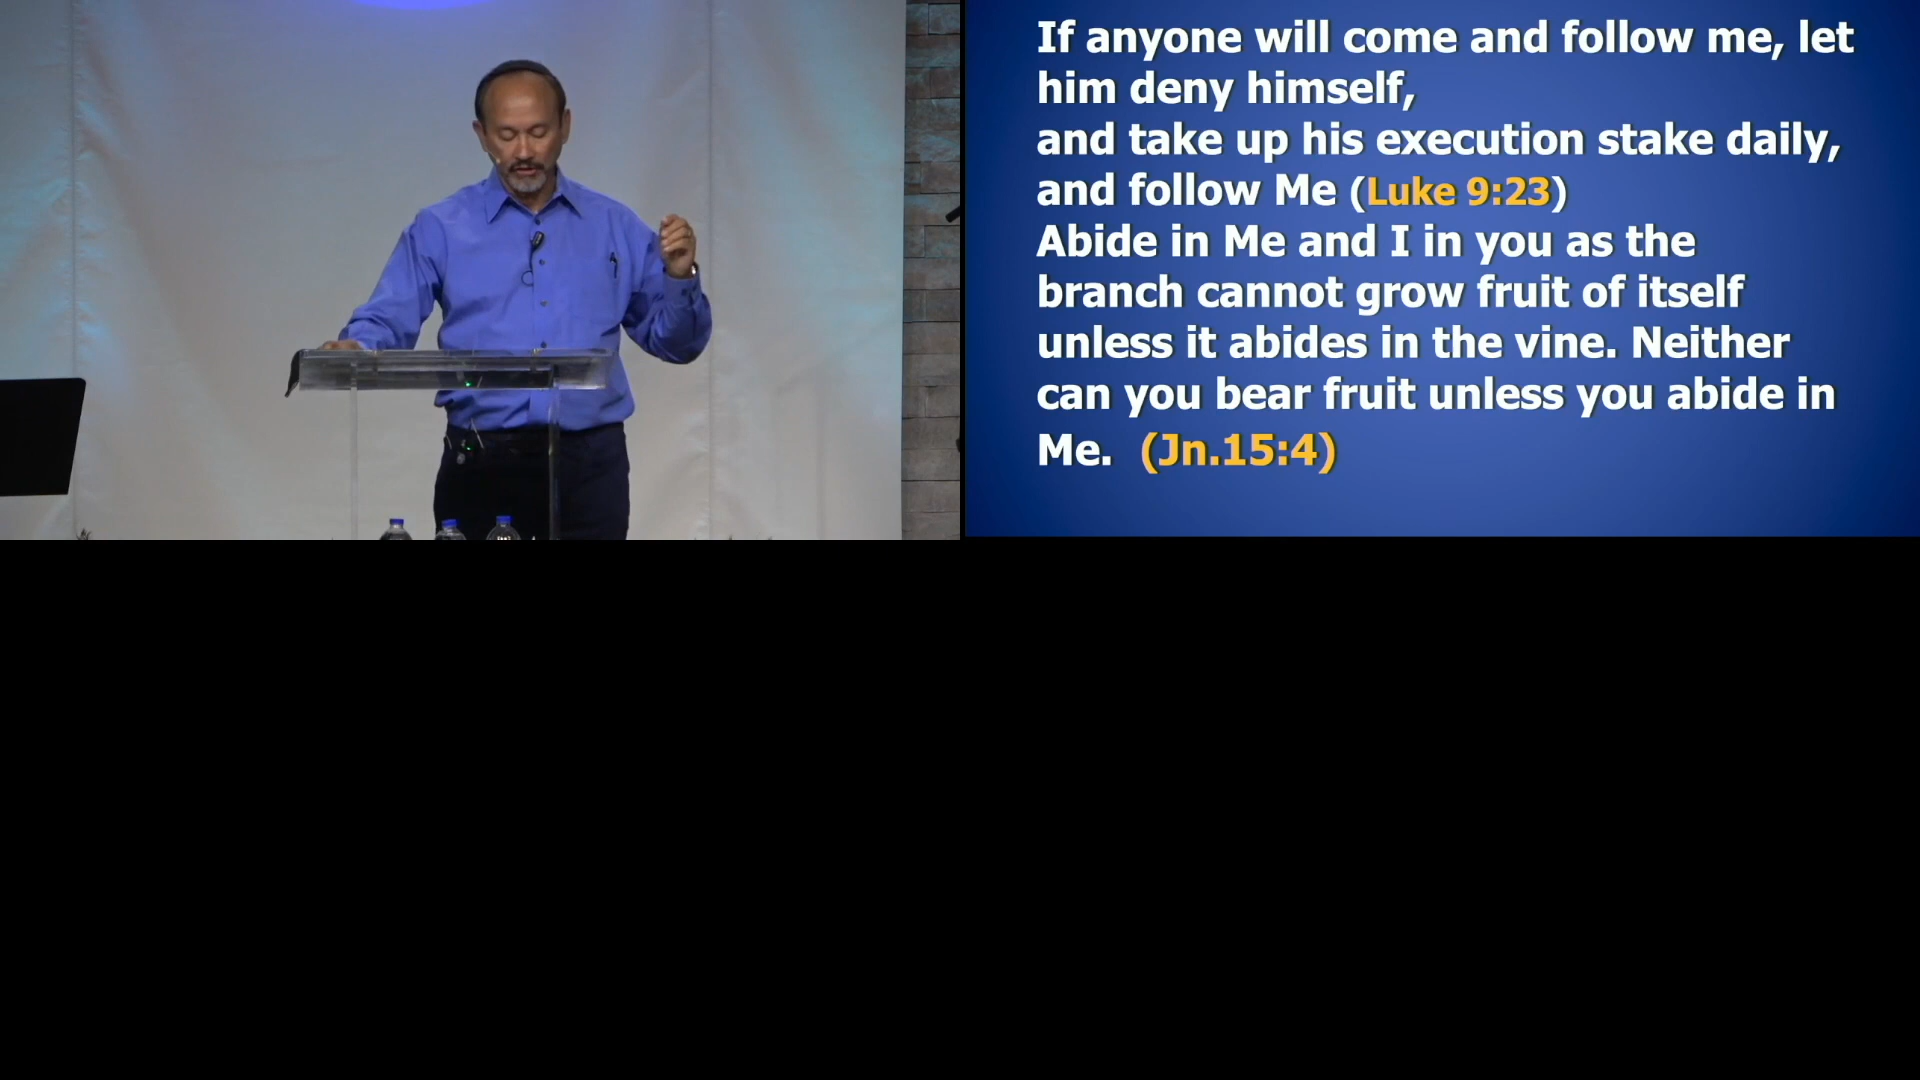 If anyone will come and follow me, let
him deny himself,
and take up his execution stake daily,
and follow Me (Luke 9:23)
Abide in Me and I in you as the
branch cannot grow fruit of itself
unless it abides in the vine. Neither
can you bear fruit unless you abide in
Me. (Jn.15:4)